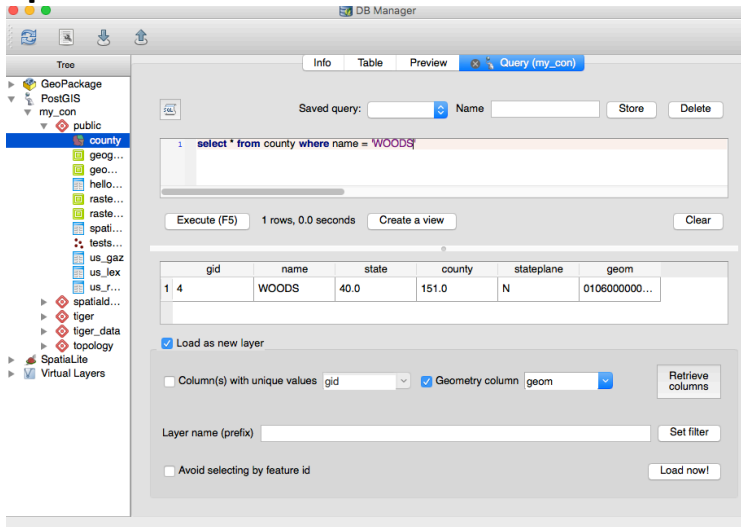 DB Manager
Tree
Info Table Preview Query (my_con)
GeoPackage
PostGIS
my_con
public
county
geog...
geo...
hello...
raste...
raste...
spati...
tests...
us_gaz
us_lex
us_r...
spatiald...
tiger
tiger_data
topology
SpatiaLite
Virtual Layers
SQL
Saved query: Name Store Delete
1 select * from county where name = 'WOODS'
Execute (F5) 1 rows, 0.0 seconds Create a view Clear
gid name state county stateplane geom
1 4 WOODS 40.0 151.0 N 0106000000...
Load as new layer
Column(s) with unique values gid Geometry column geom Retrieve columns
Layer name (prefix) Set filter
Avoid selecting by feature id Load now!